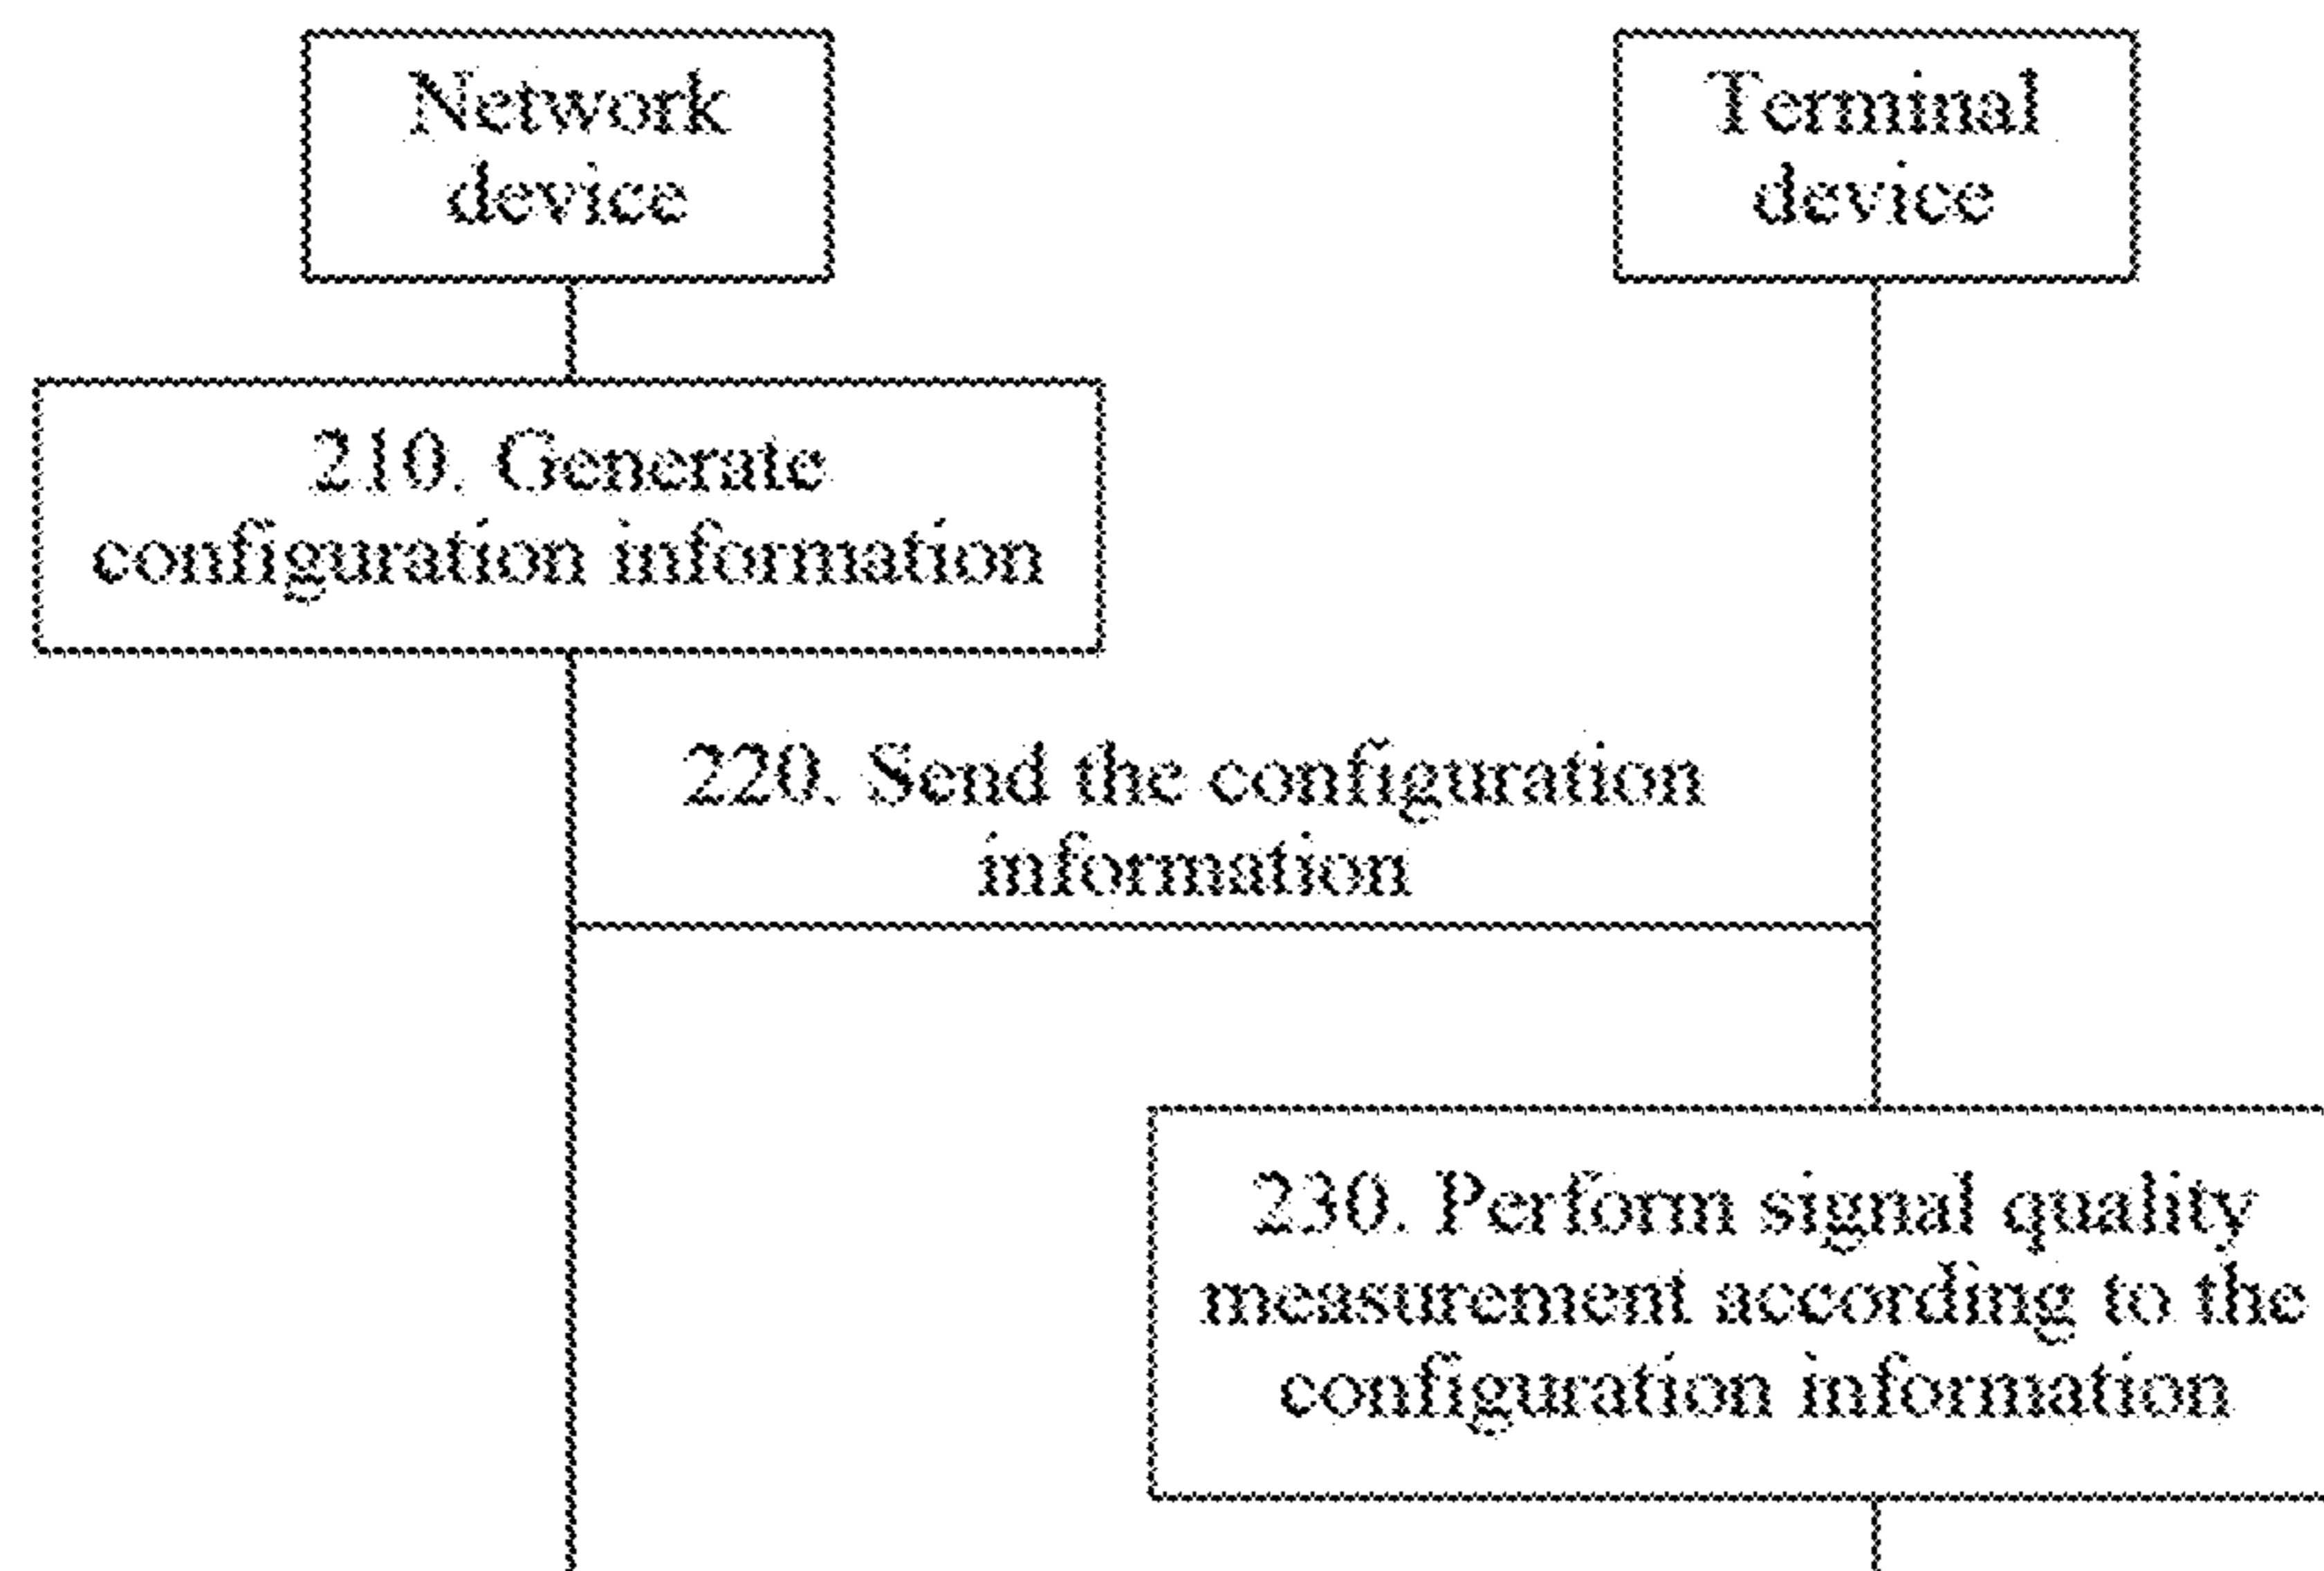 Network
device
Terminal
device
210. Generate
configuration information
220. Send the configuration
information
230. Perform signal quality
measurement according to the
configuration information